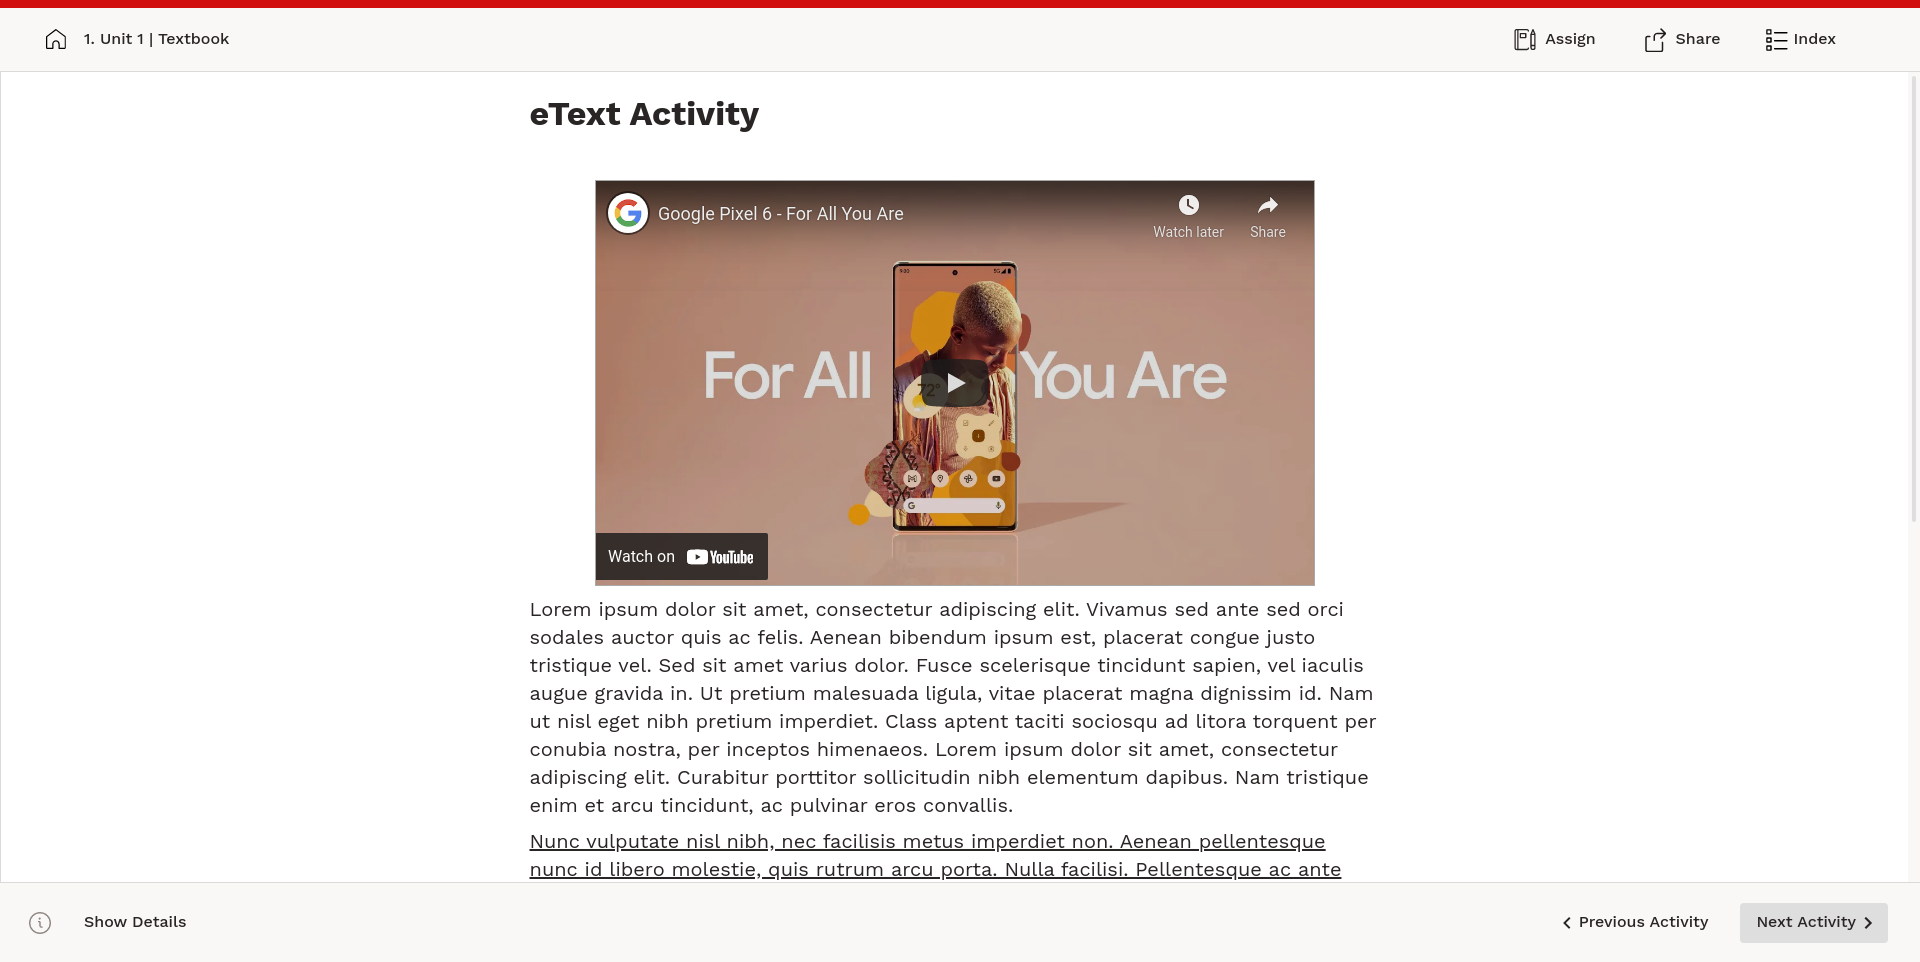 1. Unit 1 | Textbook
Assign
Share
Index
eText Activity
Google Pixel 6 - For All You Are
Watch later
Share
9:00
5G
For All You Are
72°
Watch on YouTube
Lorem ipsum dolor sit amet, consectetur adipiscing elit. Vivamus sed ante sed orci
sodales auctor quis ac felis. Aenean bibendum ipsum est, placerat congue justo
tristique vel. Sed sit amet varius dolor. Fusce scelerisque tincidunt sapien, vel iaculis
augue gravida in. Ut pretium malesuada ligula, vitae placerat magna dignissim id. Nam
ut nisl eget nibh pretium imperdiet. Class aptent taciti sociosqu ad litora torquent per
conubia nostra, per inceptos himenaeos. Lorem ipsum dolor sit amet, consectetur
adipiscing elit. Curabitur porttitor sollicitudin nibh elementum dapibus. Nam tristique
enim et arcu tincidunt, ac pulvinar eros convallis.
Nunc vulputate nisl nibh, nec facilisis metus imperdiet non. Aenean pellentesque
nunc id libero molestie, quis rutrum arcu porta. Nulla facilisi. Pellentesque ac ante
Show Details
Previous Activity
Next Activity